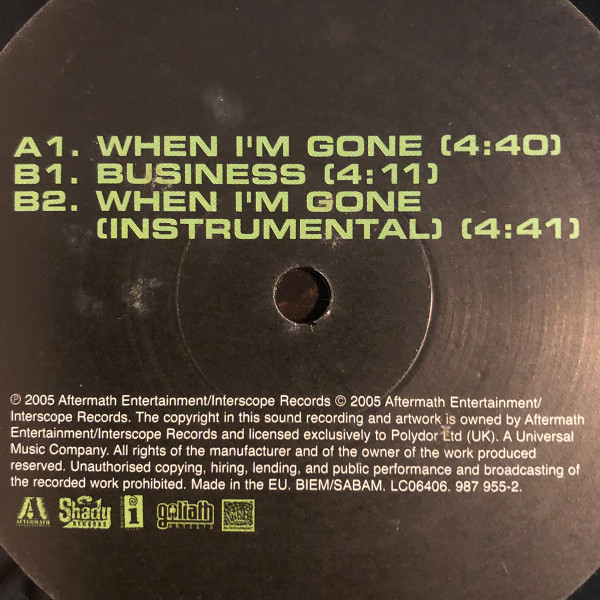 A1. WHEN I'M GONE (4:40)
B1. BUSINESS (4:11)
B2. WHEN I'M GONE
(INSTRUMENTAL) (4:41)
℗ 2005 Aftermath Entertainment/Interscope Records © 2005 Aftermath Entertainment/
Interscope Records. The copyright in this sound recording and artwork is owned by Aftermath
Entertainment/Interscope Records and licensed exclusively to Polydor Ltd (UK). A Universal
Music Company. All rights of the manufacturer and of the owner of the work produced
reserved. Unauthorised copying, hiring, lending, and public performance and broadcasting of
the recorded work prohibited. Made in the EU. BIEM/SABAM. LC06406. 987 955-2.
AFTERMATH Shady RECORDS i goliath ARTISTS